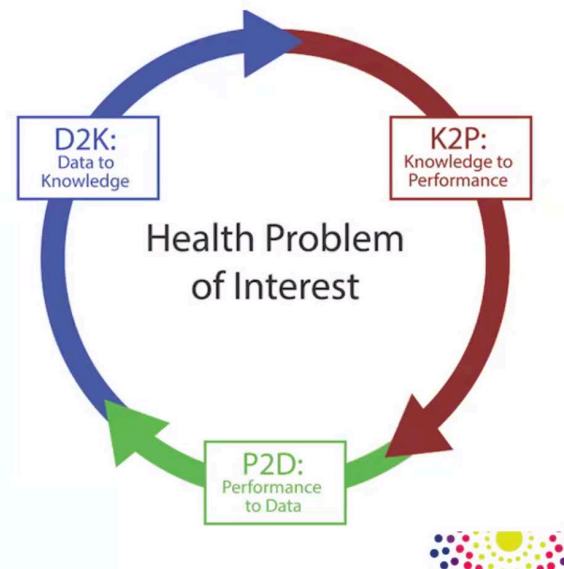 D2K:
Data to
Knowledge
K2P:
Knowledge to
Performance
Health Problem
of Interest
P2D:
Performance
to Data